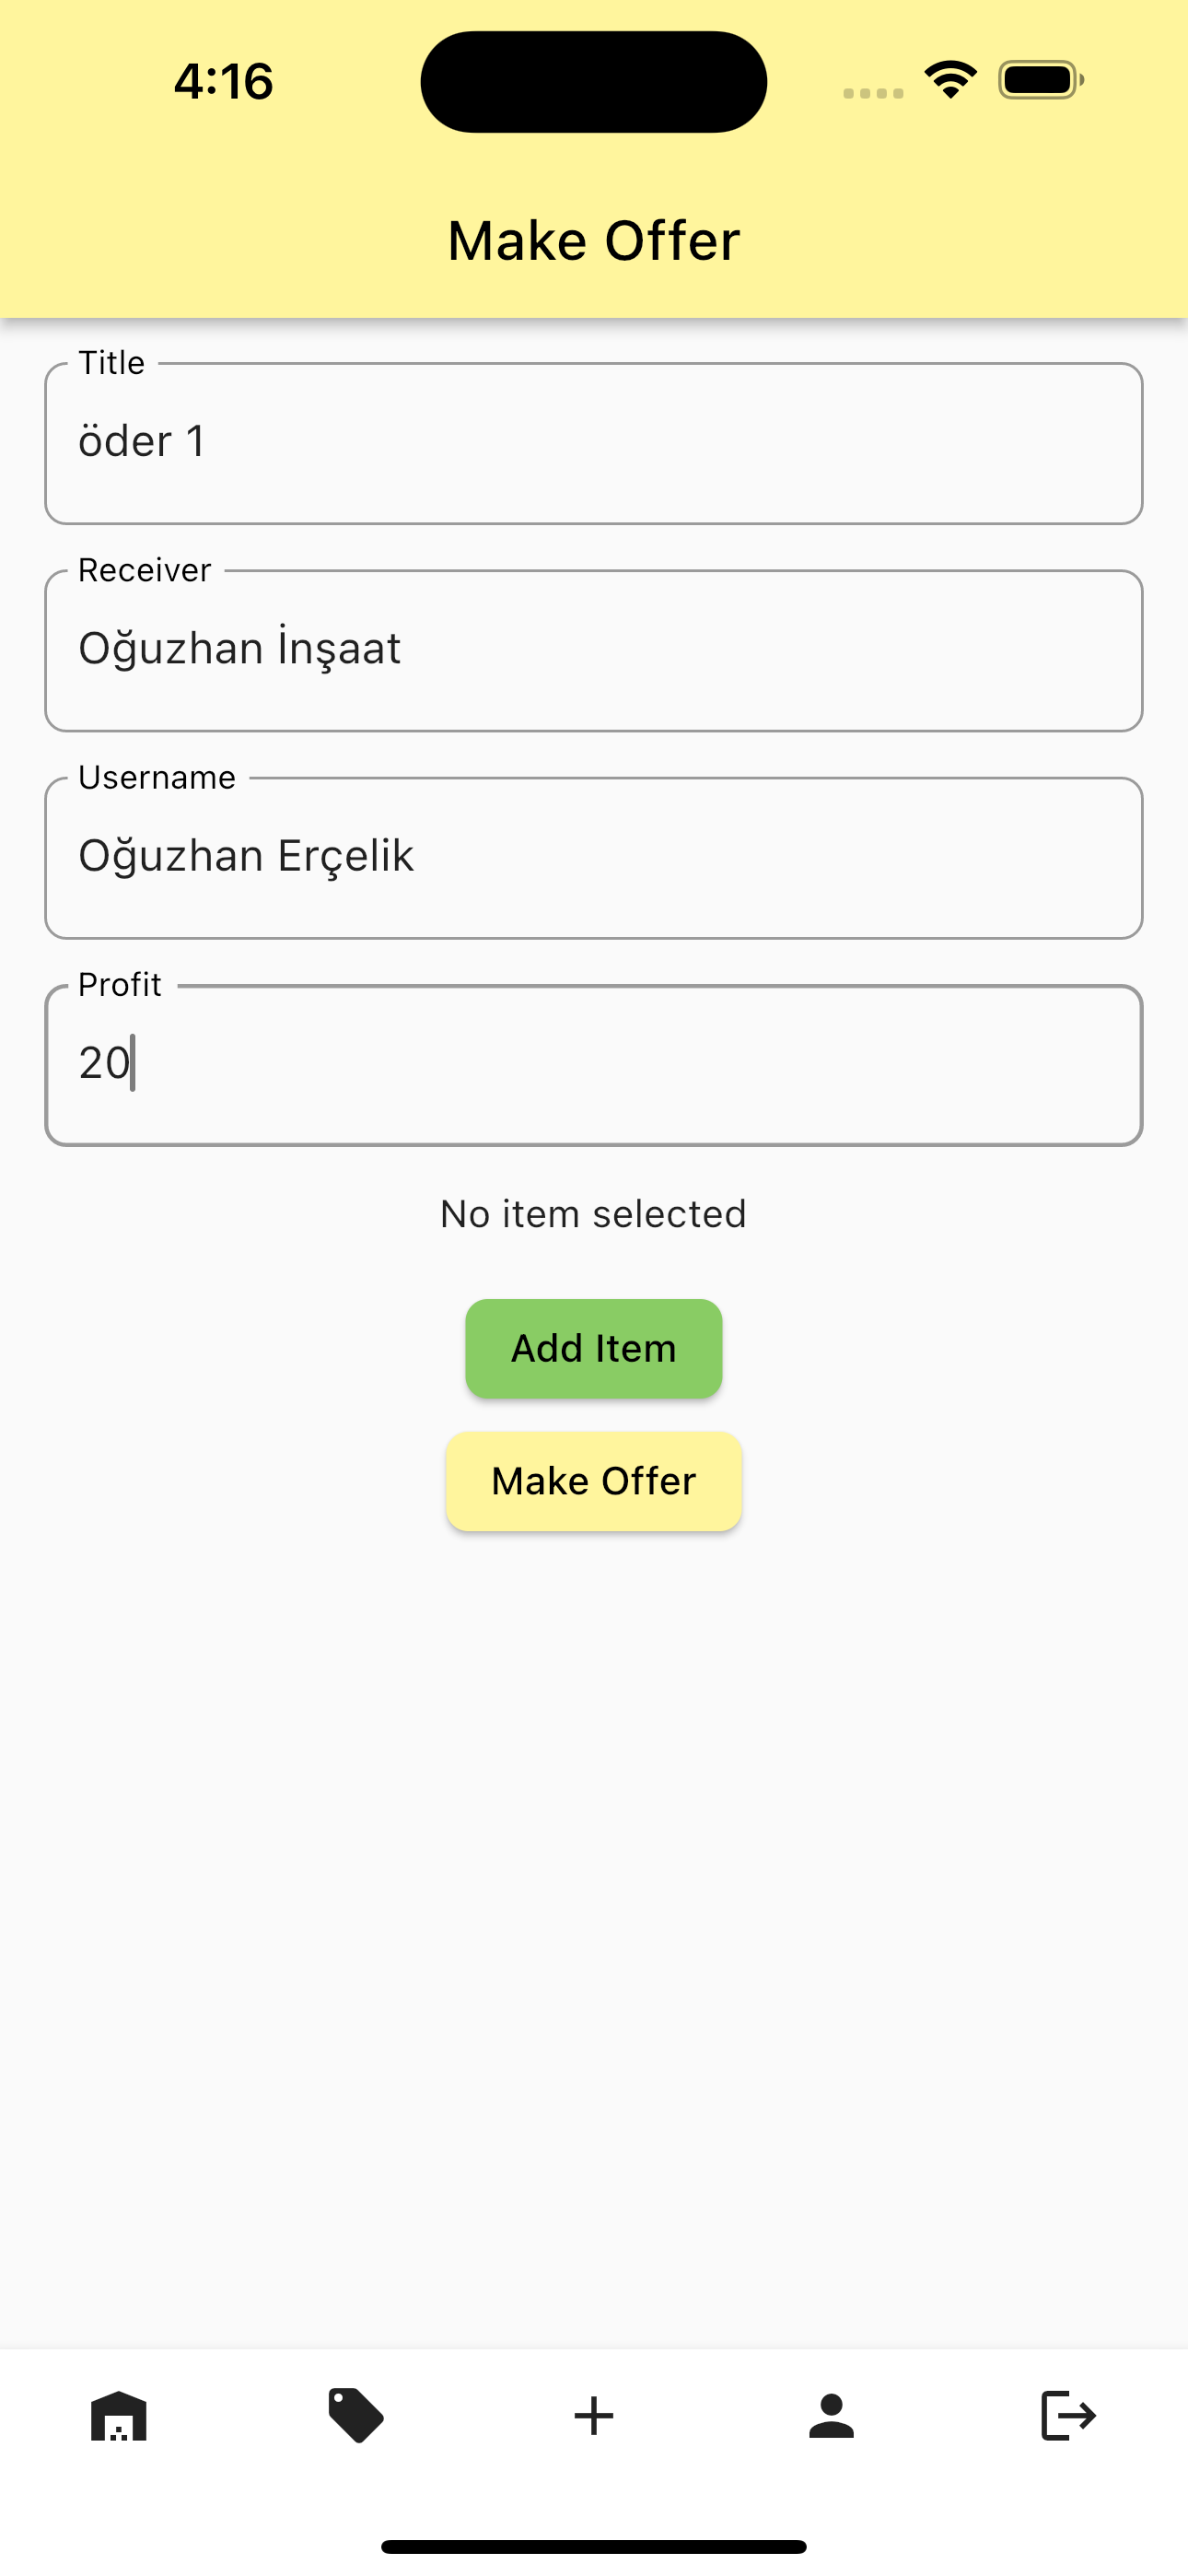 4:16
Make Offer
Title
öder 1
Receiver
Oğuzhan İnşaat
Username
Oğuzhan Erçelik
Profit
20
No item selected
Add Item
Make Offer